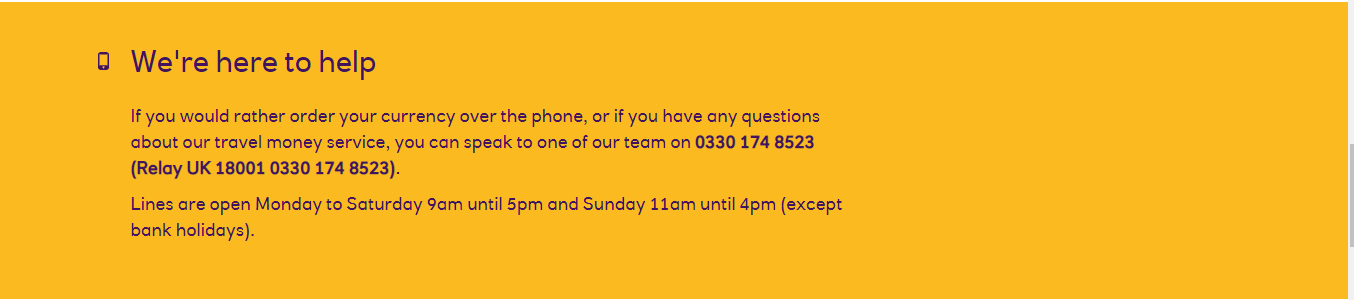 We're here to help
If you would rather order your currency over the phone, or if you have any questions
about our travel money service, you can speak to one of our team on 0330 174 8523
(Relay UK 18001 0330 174 8523).
Lines are open Monday to Saturday 9am until 5pm and Sunday 11am until 4pm (except
bank holidays).